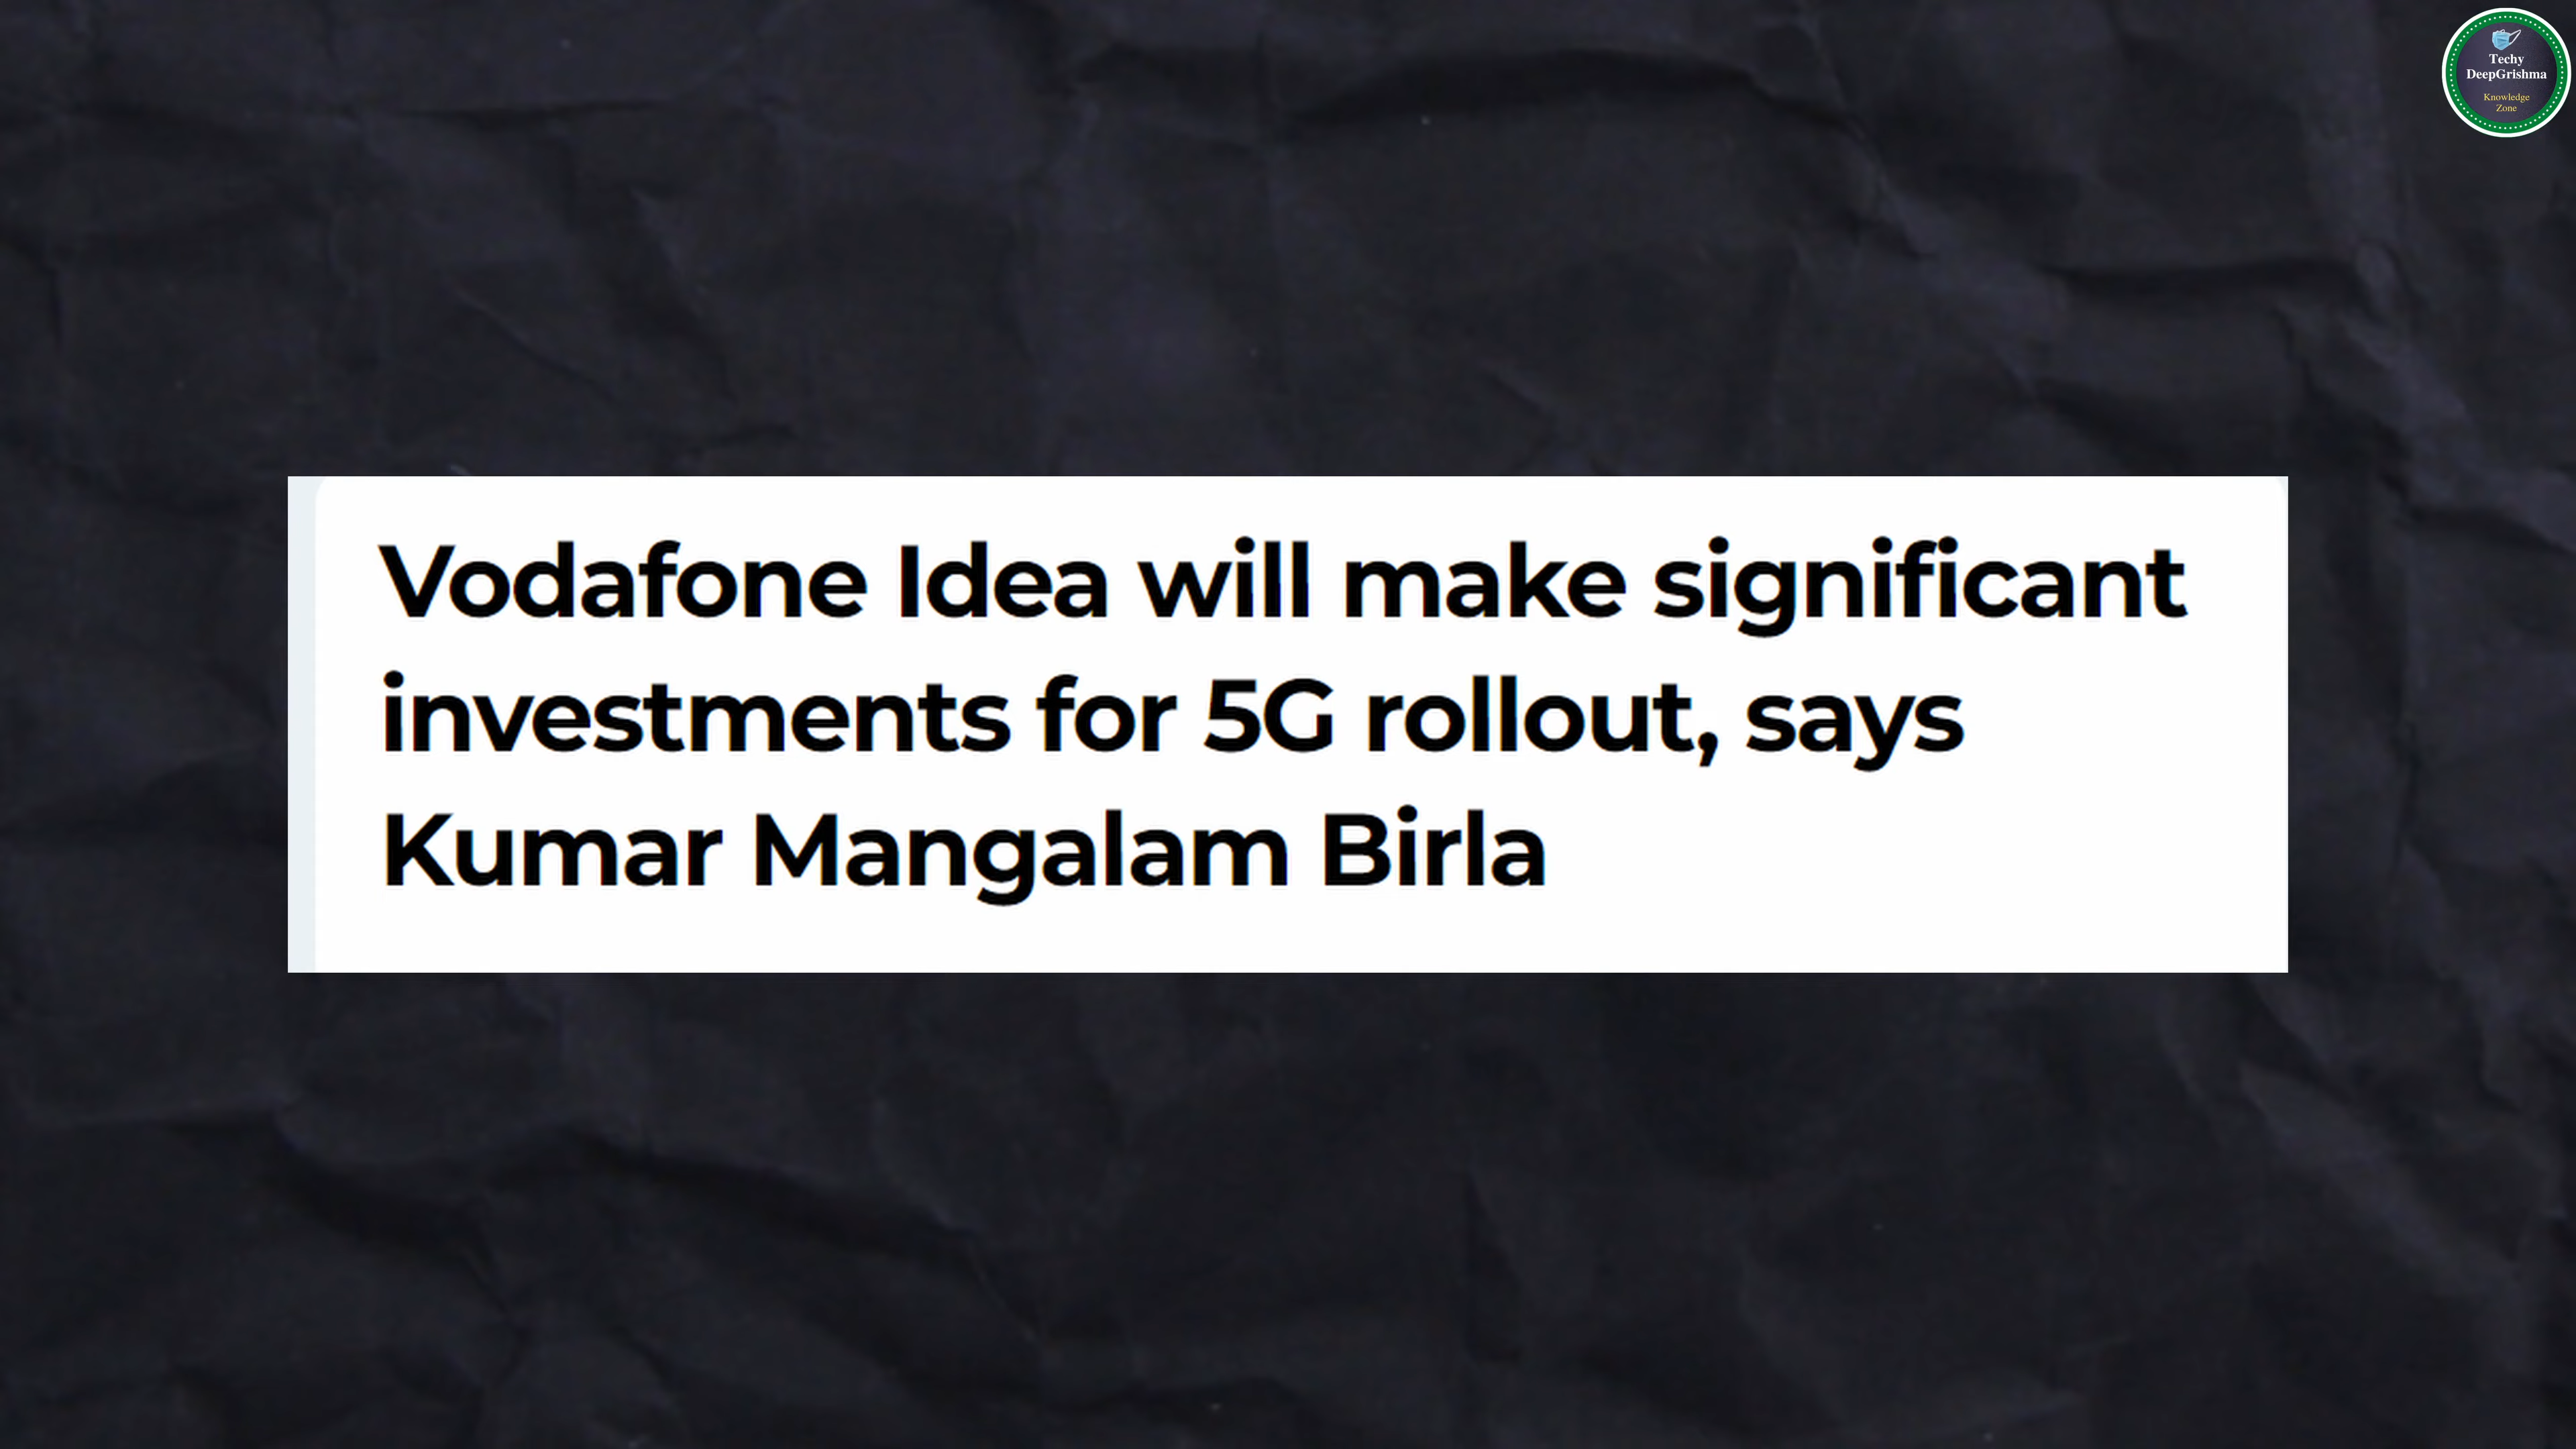 Techy
DeepGrishma
Knowledge
Zone
Vodafone Idea will make significant
investments for 5G rollout, says
Kumar Mangalam Birla